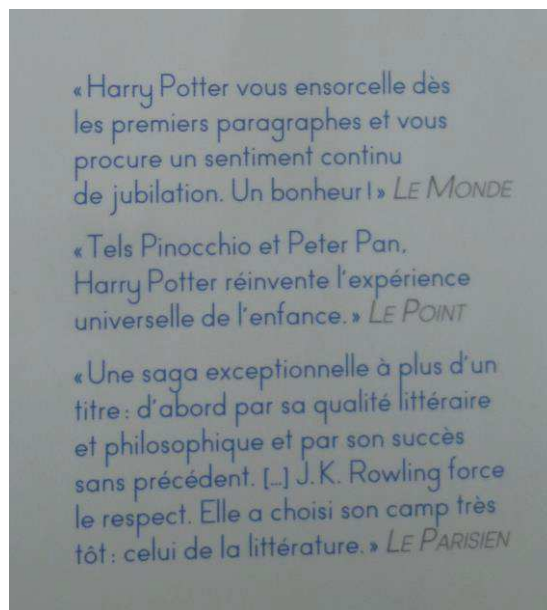 « Harry Potter vous ensorcelle dès
les premiers paragraphes et vous
procure un sentiment continu
de jubilation. Un bonheur ! » LE MONDE
« Tels Pinocchio et Peter Pan,
Harry Potter réinvente l'expérience
universelle de l'enfance. » LE POINT
« Une saga exceptionnelle à plus d'un
titre : d'abord par sa qualité littéraire
et philosophique et par son succès
sans précédent. [...] J.K. Rowling force
le respect. Elle a choisi son camp très
tôt : celui de la littérature. » LE PARISIEN